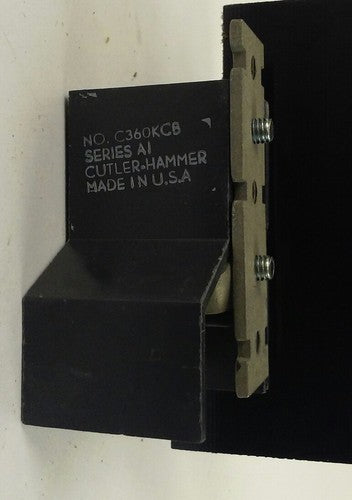 NO. C360KCB
SERIES A1
CUTLER-HAMMER
MADE IN U.S.A